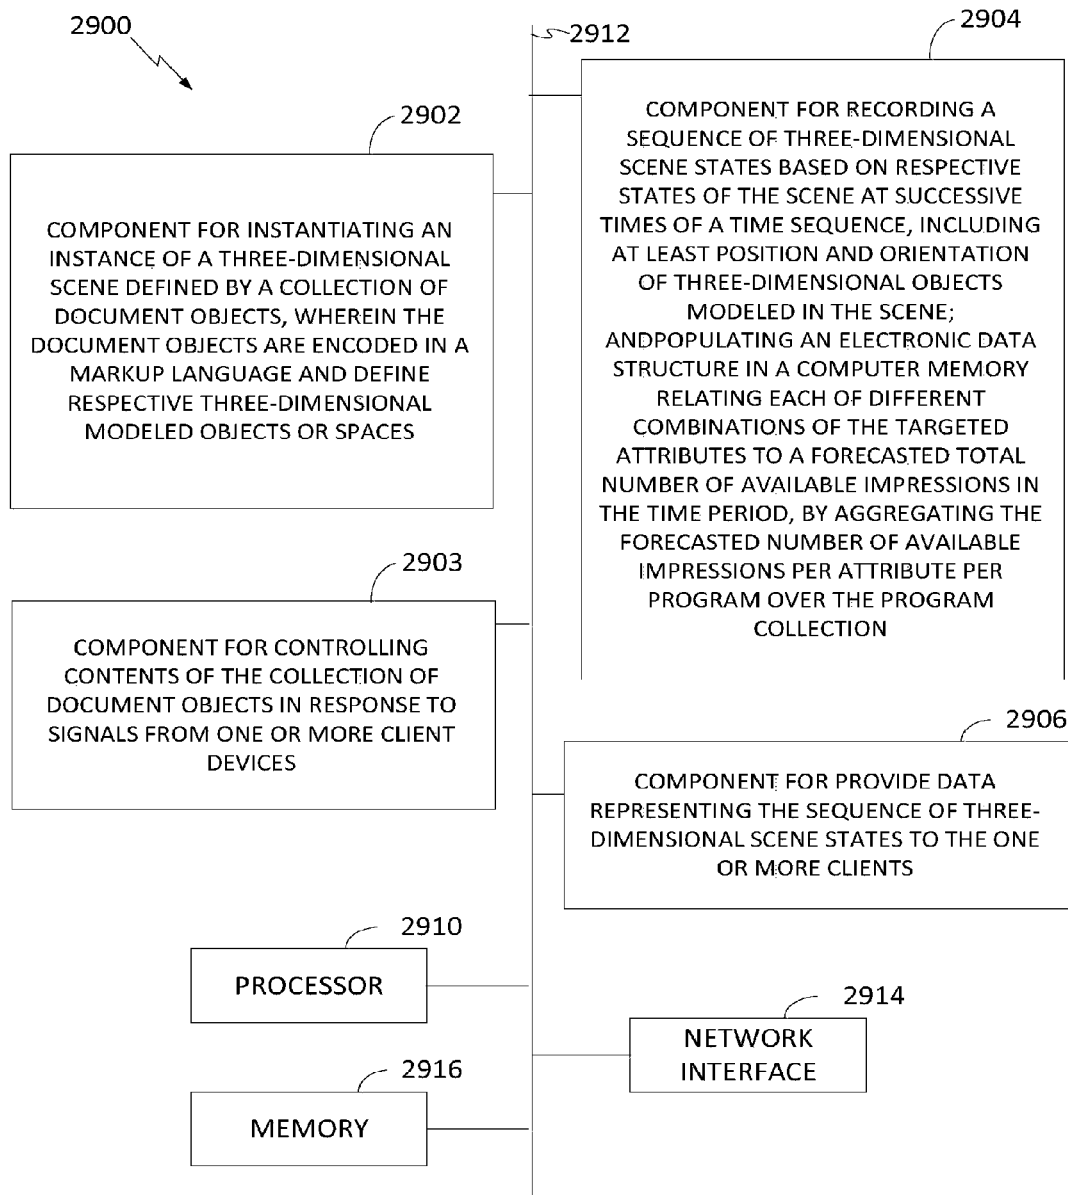 2900
2912
2904
2902
COMPONENT FOR INSTANTIATING AN
INSTANCE OF A THREE-DIMENSIONAL
SCENE DEFINED BY A COLLECTION OF
DOCUMENT OBJECTS, WHEREIN THE
DOCUMENT OBJECTS ARE ENCODED IN A
MARKUP LANGUAGE AND DEFINE
RESPECTIVE THREE-DIMENSIONAL
MODELED OBJECTS OR SPACES
COMPONENT FOR RECORDING A
SEQUENCE OF THREE-DIMENSIONAL
SCENE STATES BASED ON RESPECTIVE
STATES OF THE SCENE AT SUCCESSIVE
TIMES OF A TIME SEQUENCE, INCLUDING
AT LEAST POSITION AND ORIENTATION
OF THREE-DIMENSIONAL OBJECTS
MODELED IN THE SCENE;
ANDPOPULATING AN ELECTRONIC DATA
STRUCTURE IN A COMPUTER MEMORY
RELATING EACH OF DIFFERENT
COMBINATIONS OF THE TARGETED
ATTRIBUTES TO A FORECASTED TOTAL
NUMBER OF AVAILABLE IMPRESSIONS IN
THE TIME PERIOD, BY AGGREGATING THE
FORECASTED NUMBER OF AVAILABLE
IMPRESSIONS PER ATTRIBUTE PER
PROGRAM OVER THE PROGRAM
COLLECTION
2903
COMPONENT FOR CONTROLLING
CONTENTS OF THE COLLECTION OF
DOCUMENT OBJECTS IN RESPONSE TO
SIGNALS FROM ONE OR MORE CLIENT
DEVICES
2906
COMPONENT FOR PROVIDE DATA
REPRESENTING THE SEQUENCE OF THREE-
DIMENSIONAL SCENE STATES TO THE ONE
OR MORE CLIENTS
2910
PROCESSOR
2914
NETWORK
INTERFACE
2916
MEMORY